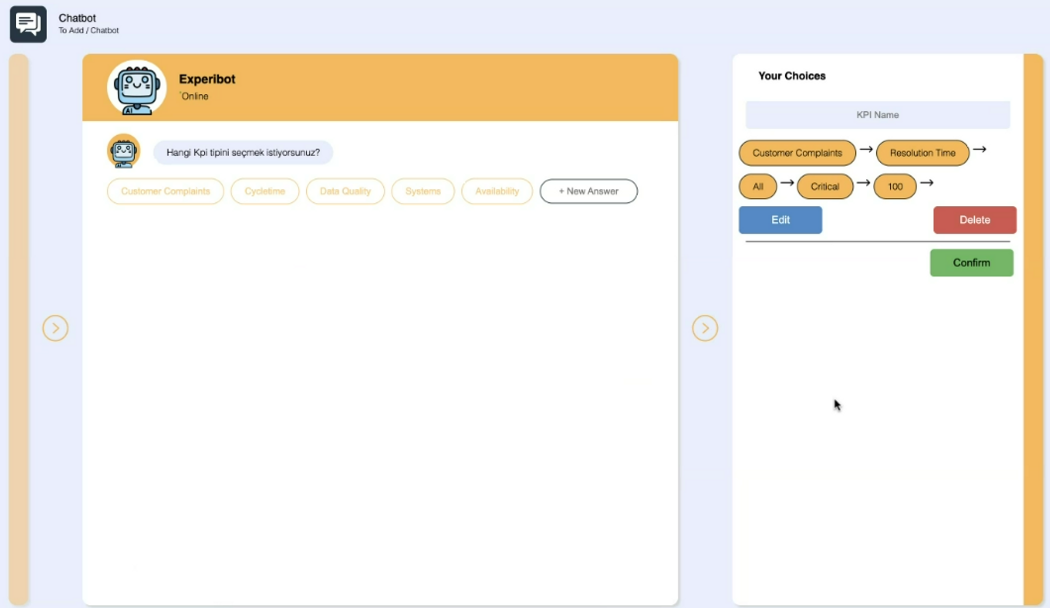 Chatbot
To Add / Chatbot
Experibot
Online
AI
Hangi Kpi tipini seçmek istiyorsunuz?
Customer Complaints
Cycletime
Data Quality
Systems
Availability
+ New Answer
Your Choices
KPI Name
Customer Complaints → Resolution Time →
All → Critical → 100 →
Edit
Delete
Confirm